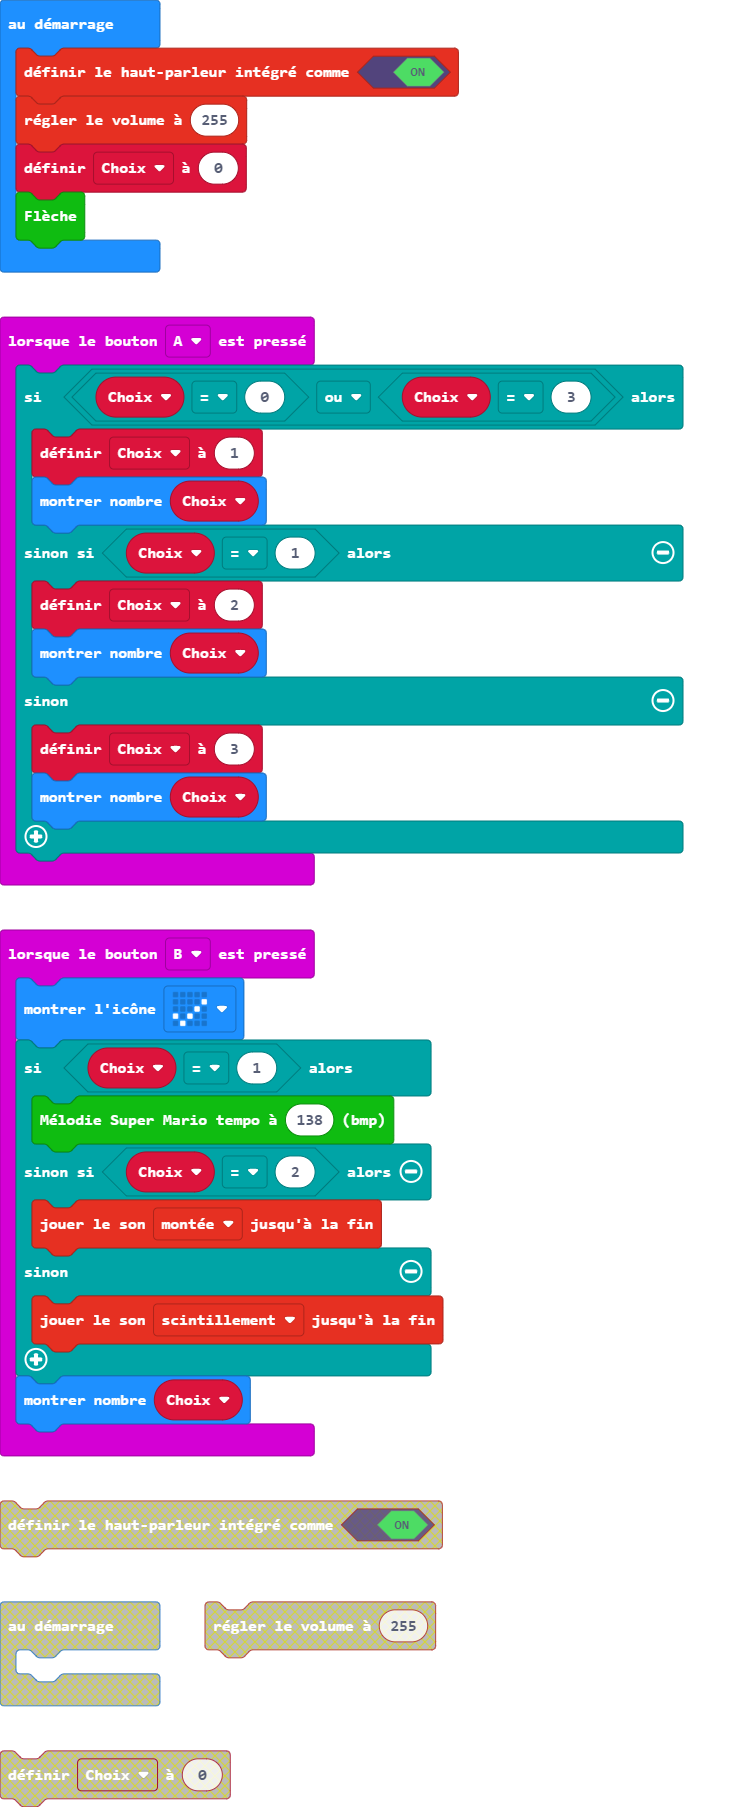 au démarrage
définir le haut-parleur intégré comme ON
régler le volume à 255
définir Choix à 0
Flèche
lorsque le bouton A est pressé
si Choix = 0 ou Choix = 3 alors
définir Choix à 1
montrer nombre Choix
sinon si Choix = 1 alors
définir Choix à 2
montrer nombre Choix
sinon
définir Choix à 3
montrer nombre Choix
lorsque le bouton B est pressé
montrer l'icône
si Choix = 1 alors
Mélodie Super Mario tempo à 138 (bmp)
sinon si Choix = 2 alors
jouer le son montée jusqu'à la fin
sinon
jouer le son scintillement jusqu'à la fin
montrer nombre Choix
définir le haut-parleur intégré comme ON
au démarrage régler le volume à 255
définir Choix à 0